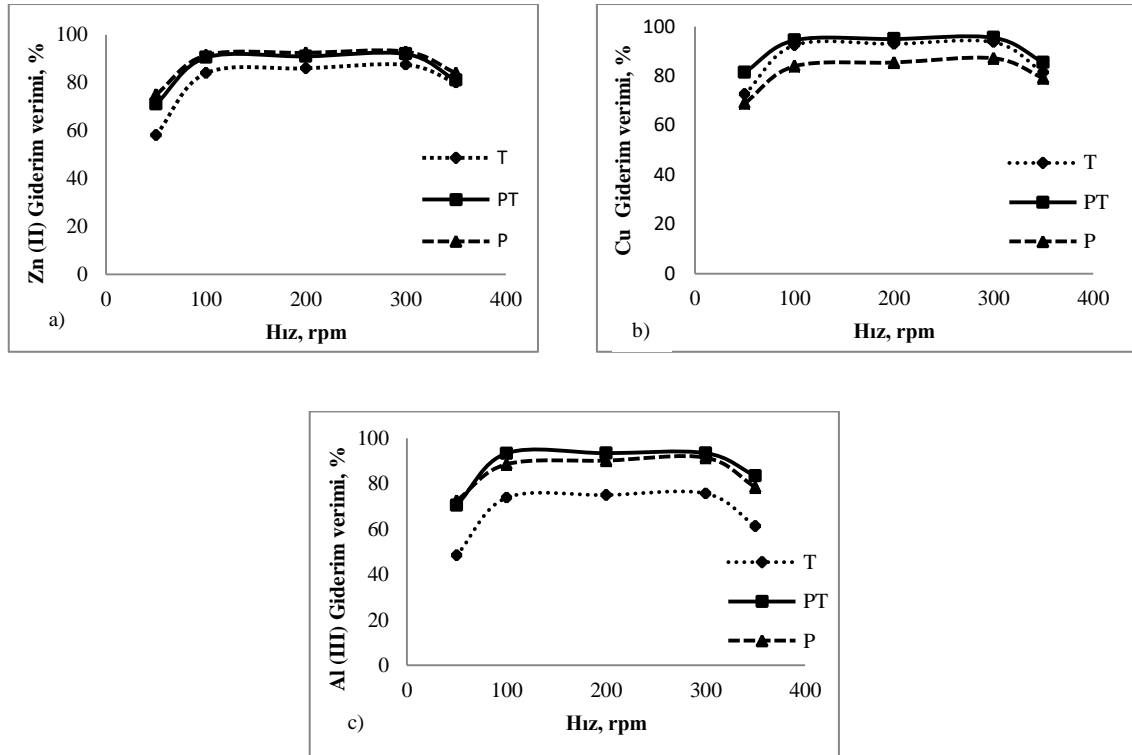 Zn (II) Giderim verimi, %
100
80
60
40
20
0
0 100 200 300 400
Hız, rpm
a)
T
PT
P
Cu Giderim verimi, %
100
80
60
40
20
0
0 100 200 300 400
Hız, rpm
b)
T
PT
P
Al (III) Giderim verimi, %
100
80
60
40
20
0
0 100 200 300 400
Hız, rpm
c)
T
PT
P